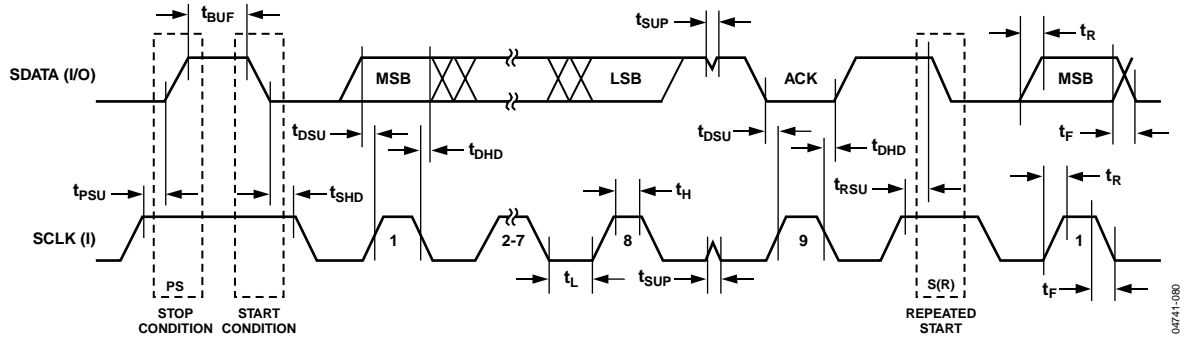 tBUF
tSUP
tR
SDATA (I/O)
MSB
LSB
ACK
MSB
tDSU
tDHD
tDSU
tDHD
tF
tPSU
tSHD
tH
tRSU
tR
SCLK (I)
1
2-7
8
9
1
PS
tL
tSUP
S(R)
tF
STOP
CONDITION
START
CONDITION
REPEATED
START
04741-080